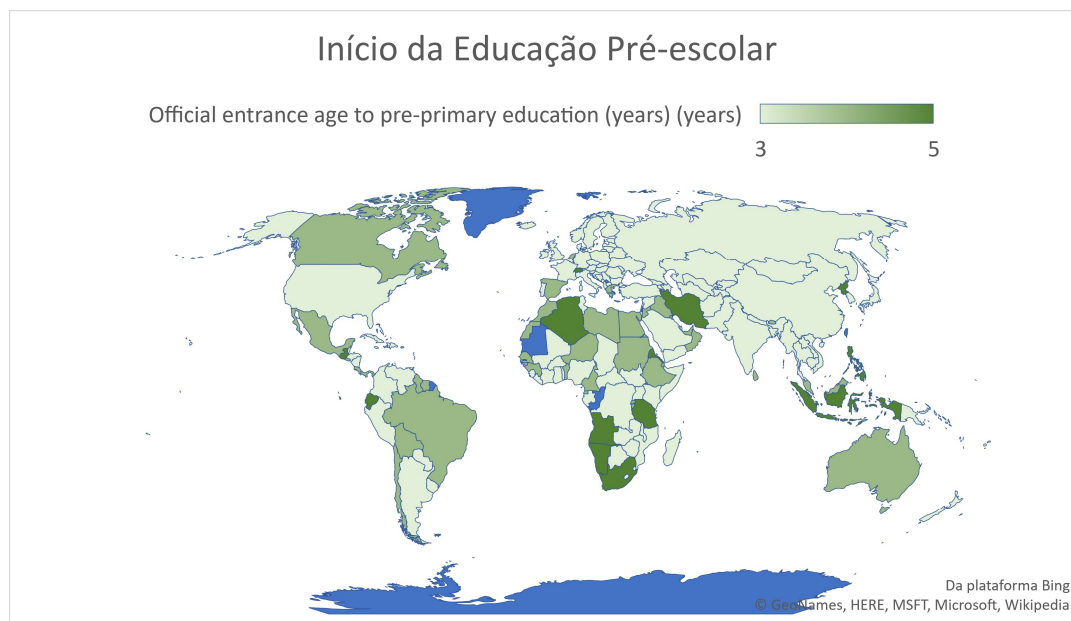 Início da Educação Pré-escolar
Official entrance age to pre-primary education (years) (years)
3 5
Da plataforma Bing
© GeoNames, HERE, MSFT, Microsoft, Wikipedia